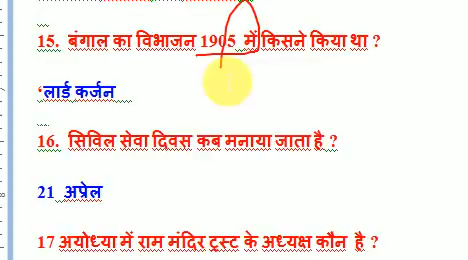 15. बंगाल का विभाजन 1905 में किसने किया था ?
‘लार्ड कर्जन
16. सिविल सेवा दिवस कब मनाया जाता है ?
21 अप्रेल
17 अयोध्या में राम मंदिर ट्रस्ट के अध्यक्ष कौन है ?